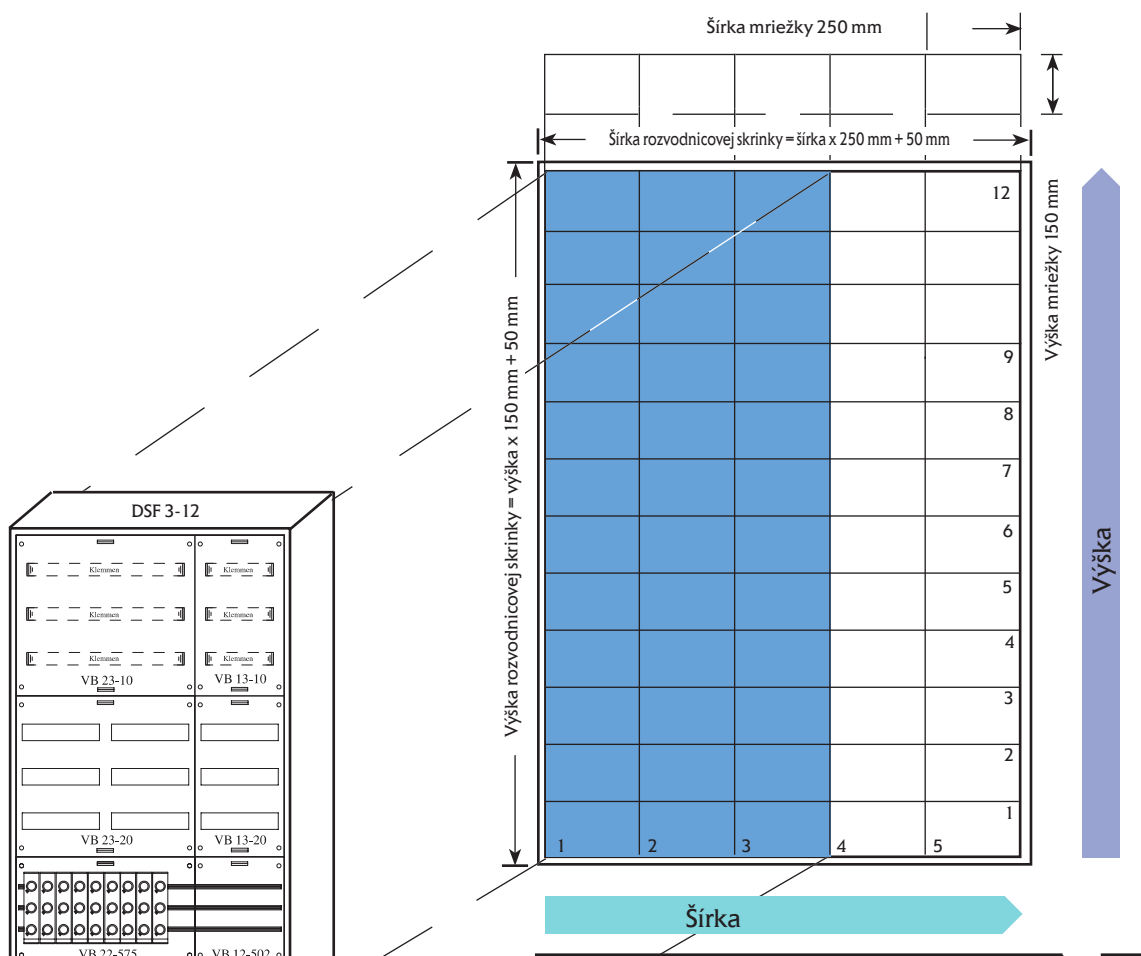 Šírka mriežky 250 mm
Šírka rozvodnicovej skrinky = šírka x 250 mm + 50 mm
Výška rozvodnicovej skrinky = výška x 150 mm + 50 mm
Výška mriežky 150 mm
12
9
8
7
6
5
4
3
2
1
1 2 3 4 5
Výška
Šírka
DSF 3-12
Klemmen Klemmen
Klemmen Klemmen
Klemmen Klemmen
VB 23-10 VB 13-10
VB 23-20 VB 13-20
VB 22-575 VB 12-502